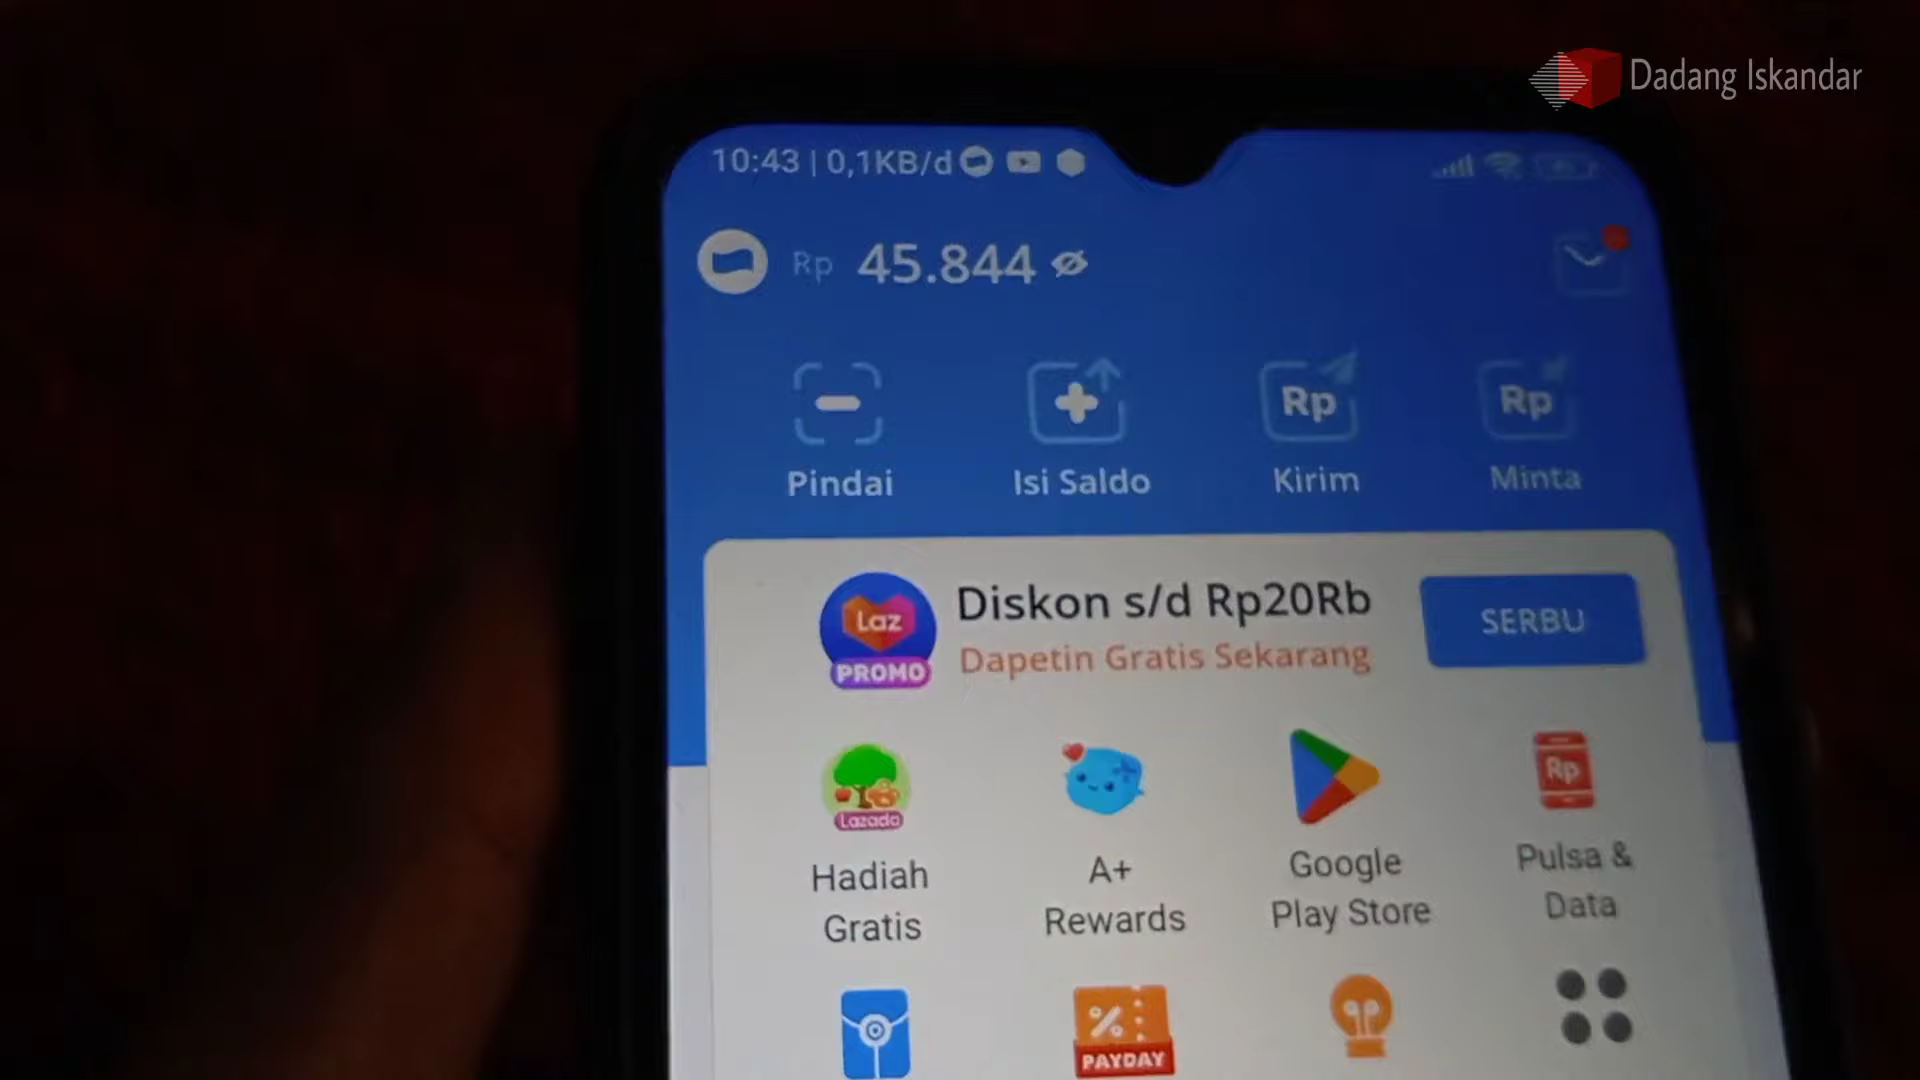 Dadang Iskandar
10:43 | 0,1KB/d
Rp 45.844
Rp
Rp
Pindai
Isi Saldo
Kirim
Minta
Laz
PROMO
Diskon s/d Rp20Rb
Dapetin Gratis Sekarang
SERBU
Lazada
Rp
Hadiah
Gratis
A+
Rewards
Google
Play Store
Pulsa &
Data
%
PAYDAY